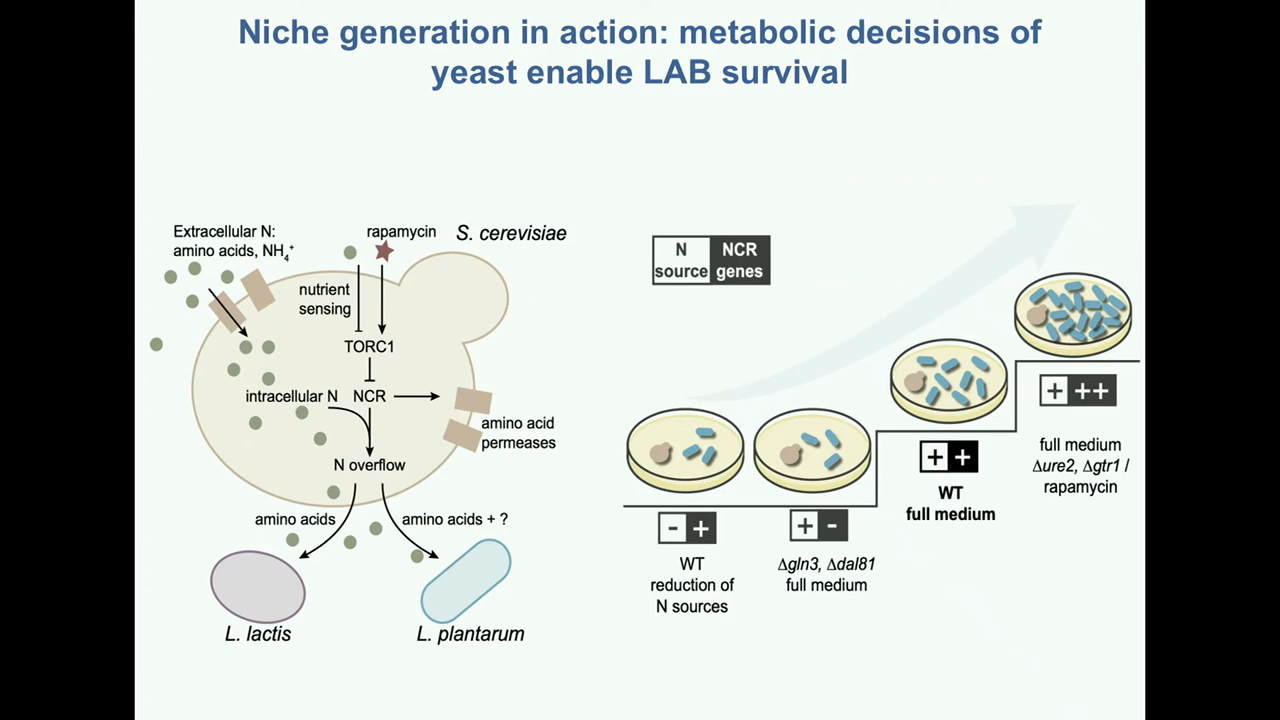 Niche generation in action: metabolic decisions of
yeast enable LAB survival
Extracellular N:
amino acids, NH4+
rapamycin
S. cerevisiae
nutrient
sensing
TORC1
intracellular N
NCR
amino acid
permeases
N overflow
amino acids
amino acids + ?
L. lactis
L. plantarum
N
source
NCR
genes
- +
WT
reduction of
N sources
+ -
Δgln3, Δdal81
full medium
+ +
WT
full medium
+ ++
full medium
Δure2, Δgtr1 /
rapamycin